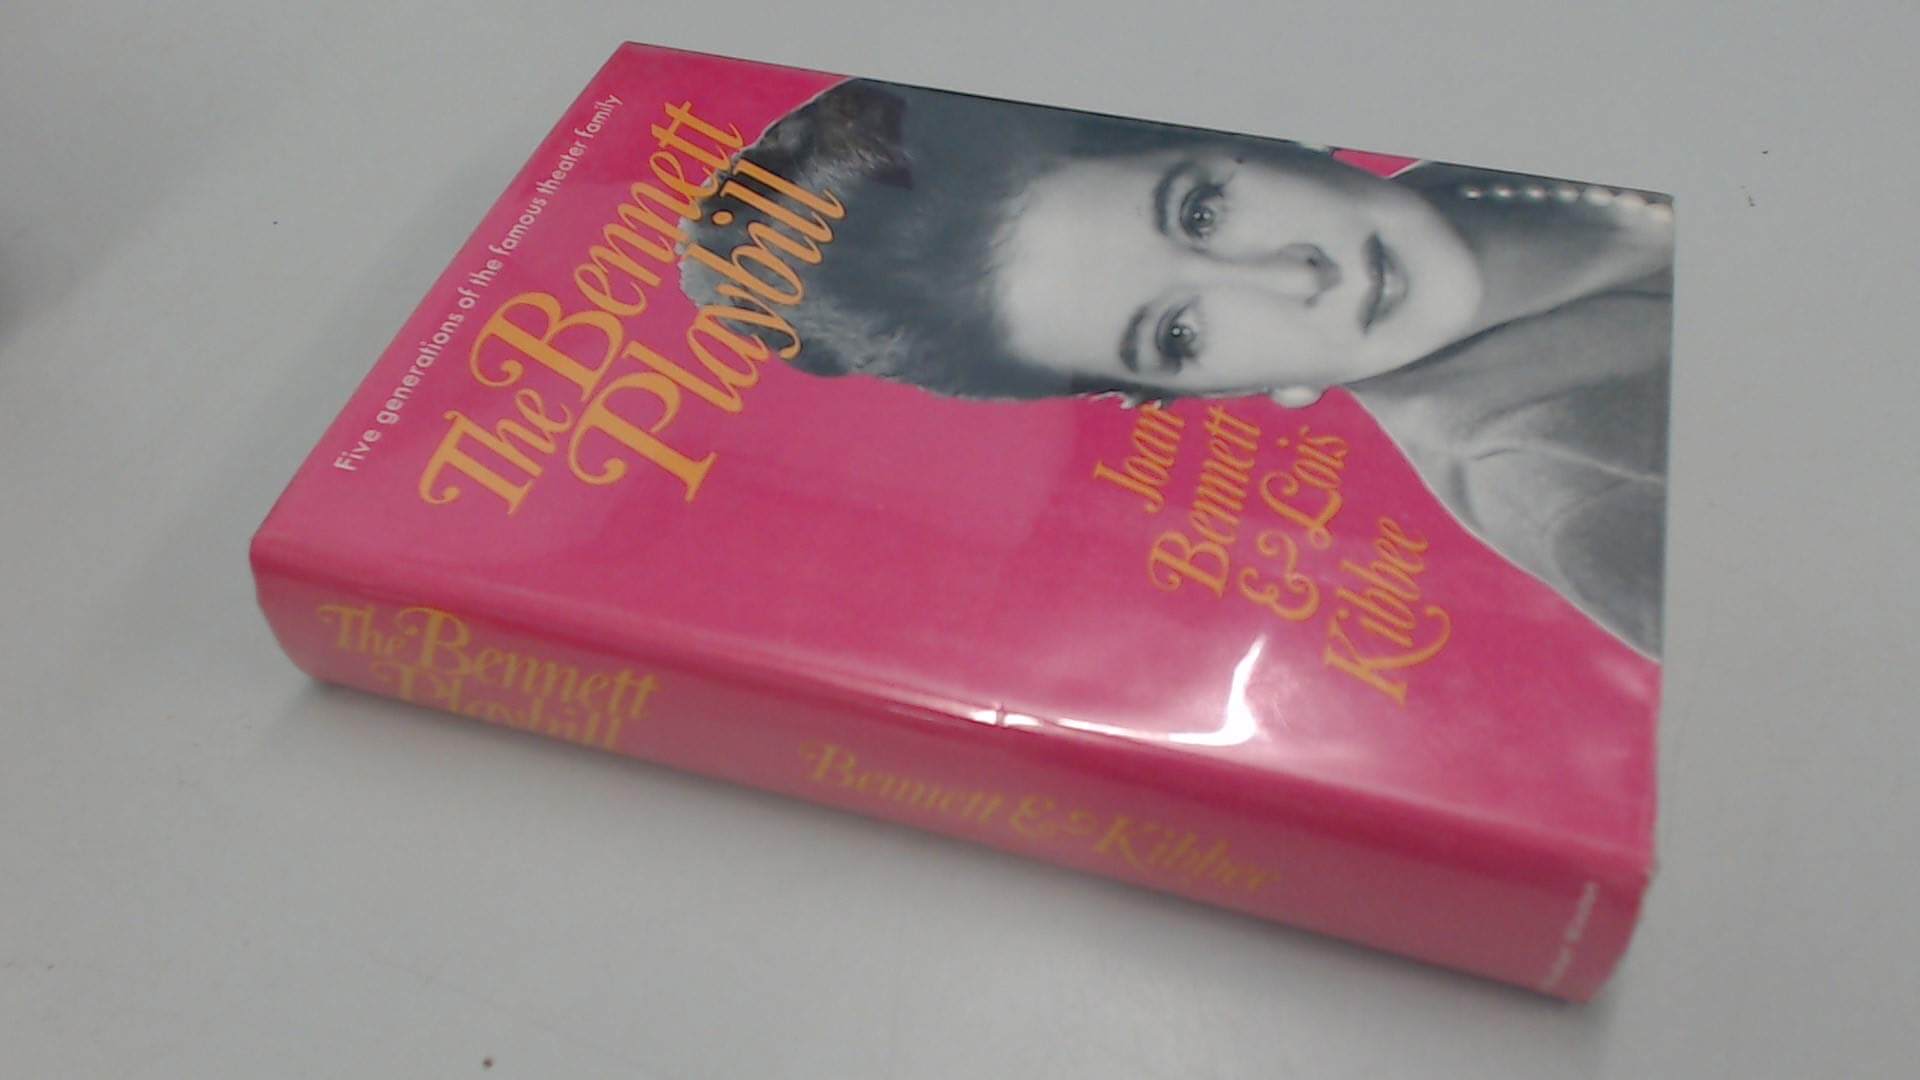 Five generations of the famous theater family
The Bennett
Playbill
Joan
Bennett
& Lois
Kibbee
The Bennett
Playbill
Bennett & Kibbee